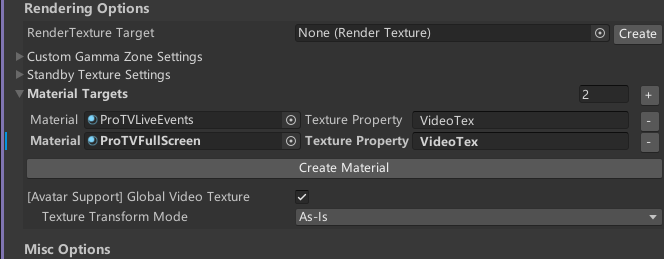 Rendering Options
RenderTexture Target None (Render Texture) Create
Custom Gamma Zone Settings
Standby Texture Settings
Material Targets 2 +
Material ProTVLiveEvents Texture Property _VideoTex -
Material ProTVFullScreen Texture Property _VideoTex -
Create Material
[Avatar Support] Global Video Texture
Texture Transform Mode As-Is
Misc Options